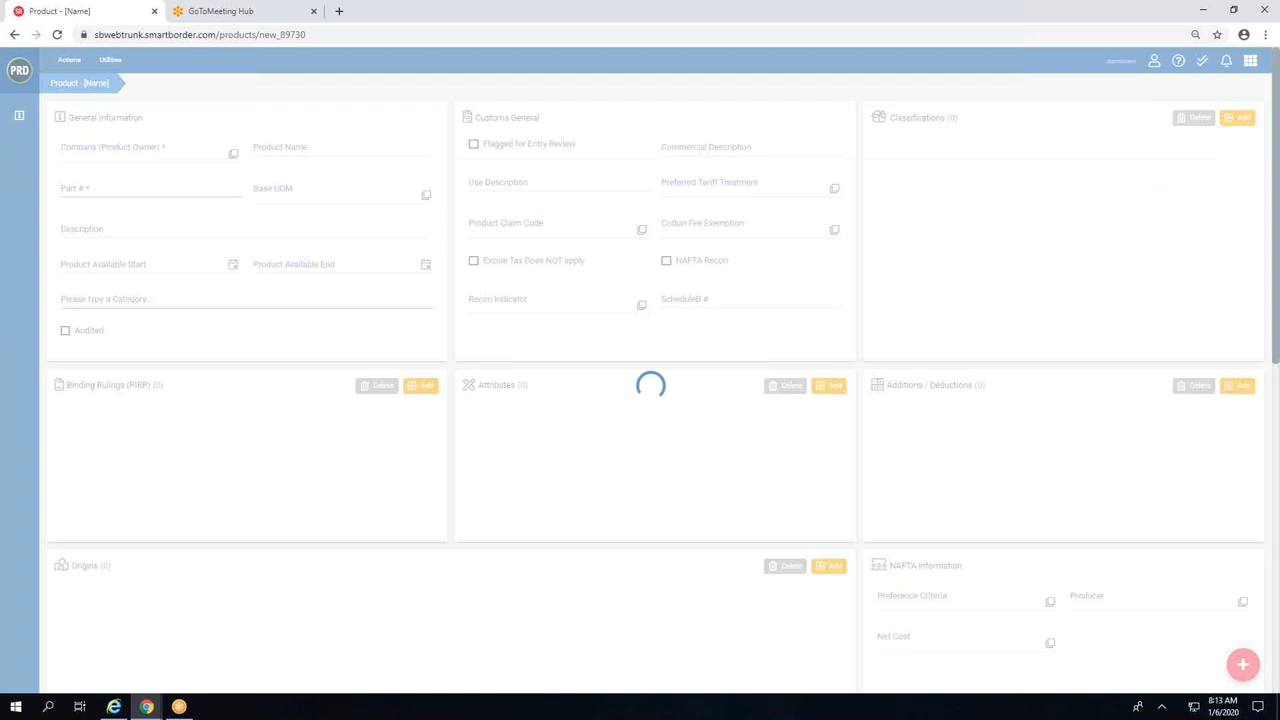 SB Product - [Name]
GoToMeeting Hub
sbwebtrunk.smartborder.com/products/new_89730
PRD
Actions
Utilities
Product - [Name]
General Information
Company (Product Owner) *
Product Name
Part # *
Base UOM
Description
Product Available Start
Product Available End
Please type a Category...
Audited
Customs General
Flagged for Entry Review
Commercial Description
Use Description
Preferred Tariff Treatment
Product Claim Code
Cotton Fee Exemption
Excise Tax Does NOT apply
NAFTA Recon
Recon Indicator
ScheduleB #
Classifications (0)
Delete
Add
Binding Rulings (PIRP) (0)
Delete
Add
Attributes (0)
Delete
Add
Additions / Deductions (0)
Delete
Add
Origins (0)
Delete
Add
NAFTA Information
Preference Criteria
Producer
Net Cost
8:13 AM
1/6/2020